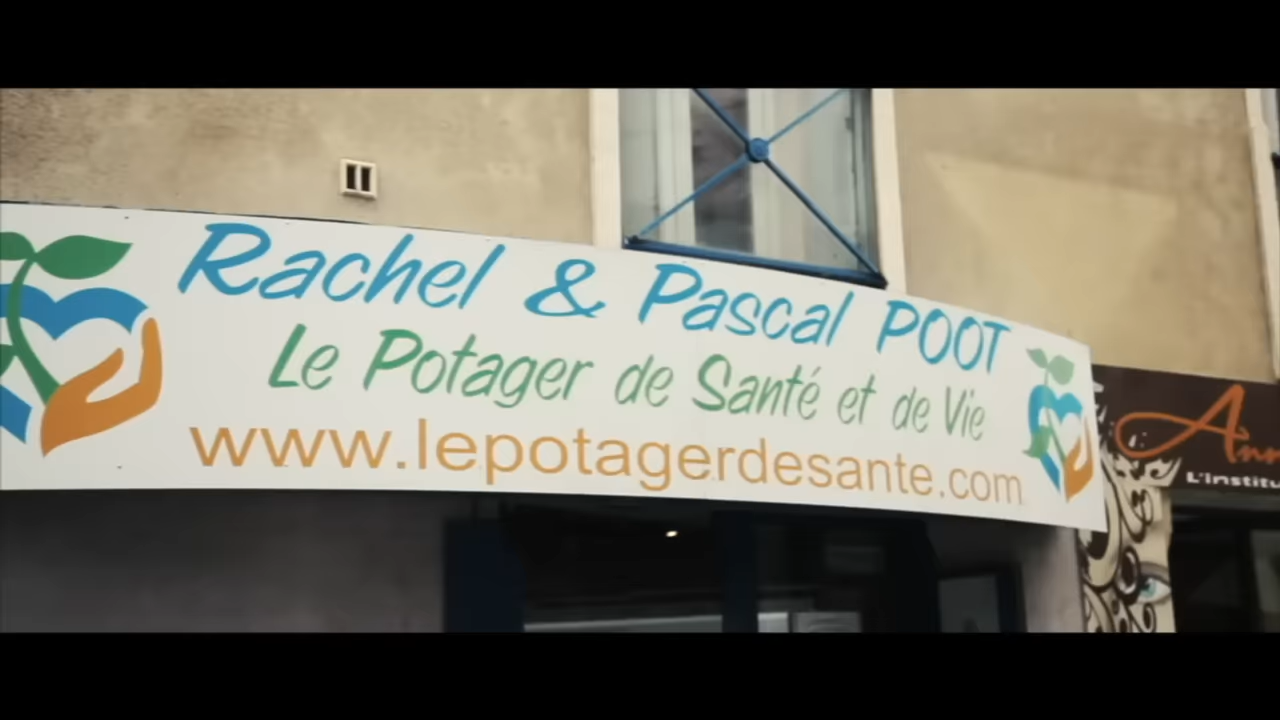 Rachel & Pascal POOT
Le Potager de Santé et de Vie
www.lepotagerdesante.com